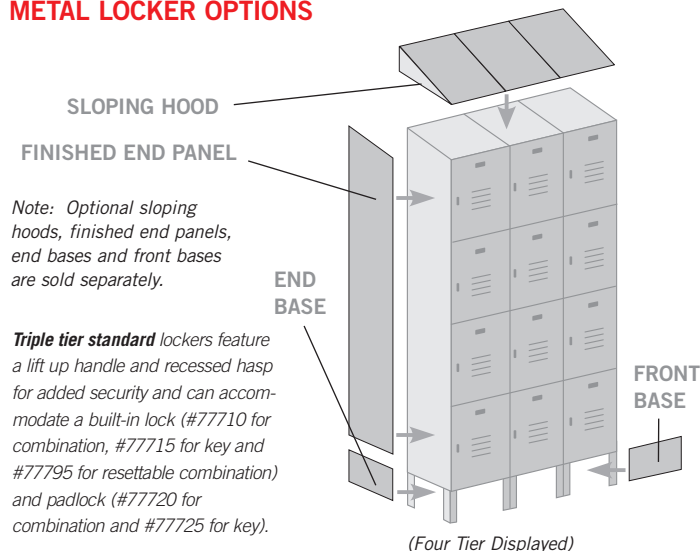 METAL LOCKER OPTIONS
SLOPING HOOD
FINISHED END PANEL
Note: Optional sloping
hoods, finished end panels,
end bases and front bases
are sold separately.
END
BASE
Triple tier standard lockers feature
a lift up handle and recessed hasp
for added security and can accom-
modate a built-in lock (#77710 for
combination, #77715 for key and
#77795 for resettable combination)
and padlock (#77720 for
combination and #77725 for key).
FRONT
BASE
(Four Tier Displayed)